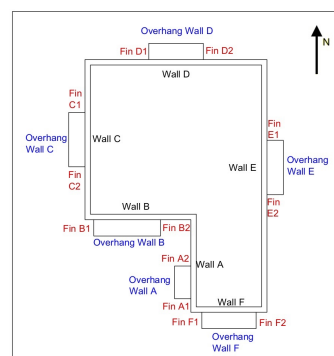 Overhang Wall D
Fin D1
Fin D2
N
Wall D
Fin
C1
Fin
E1
Overhang
Wall C
Wall C
Wall E
Overhang
Wall E
Fin
C2
Fin
E2
Wall B
Fin B1
Fin B2
Overhang Wall B
Fin A2
Wall A
Overhang
Wall A
Fin A1
Wall F
Fin F1
Fin F2
Overhang
Wall F